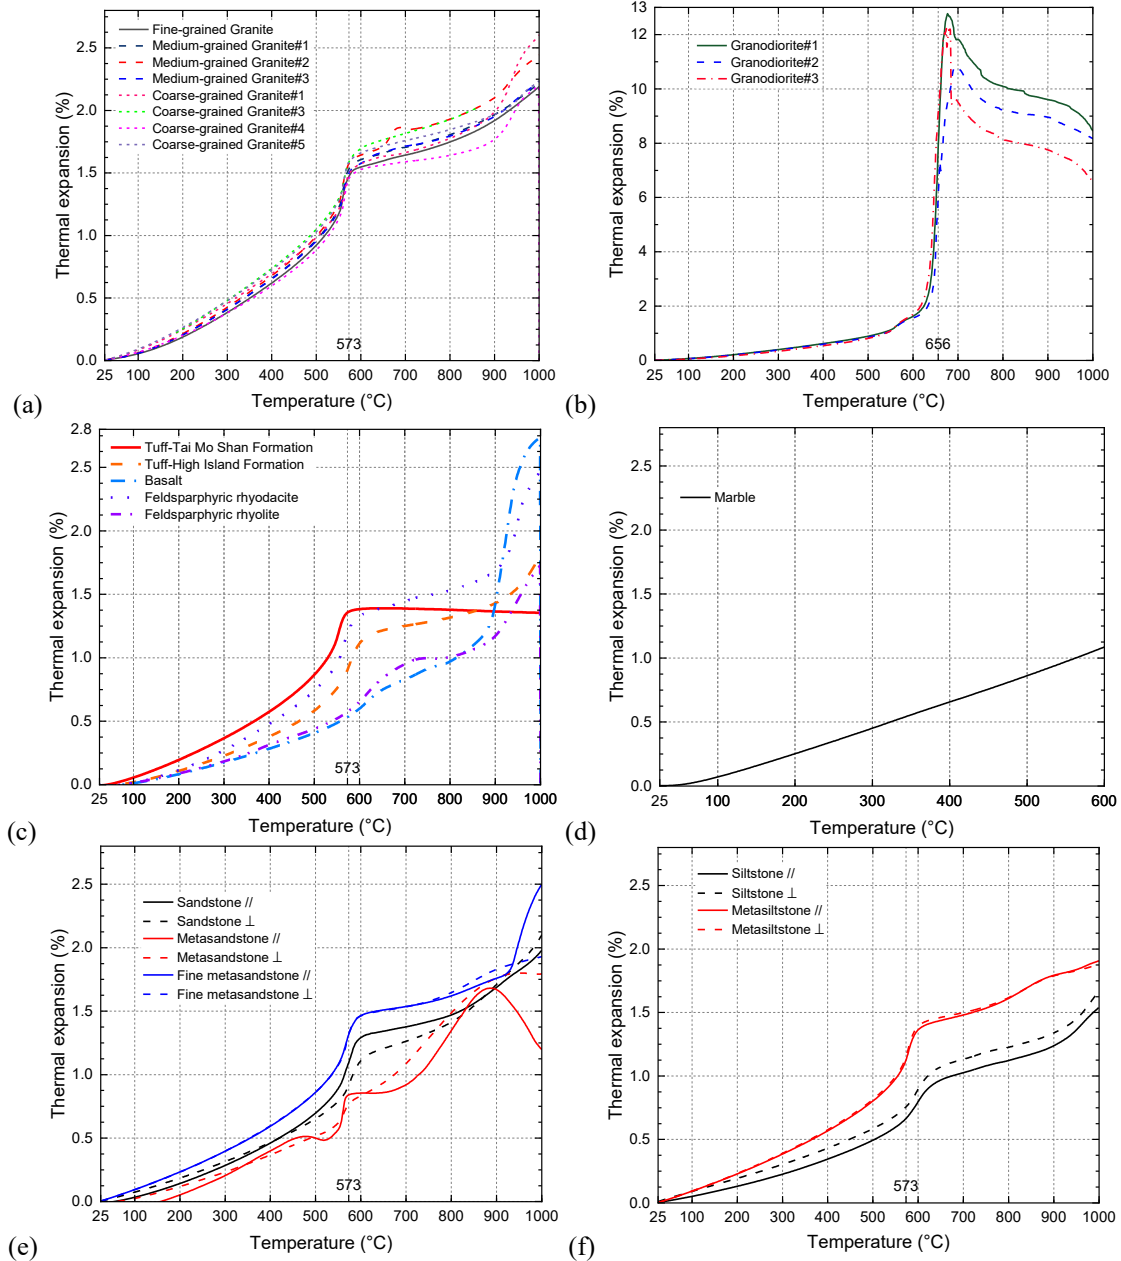 Thermal expansion (%)
2.5
2.0
1.5
1.0
0.5
0.0
Fine-grained Granite
Medium-grained Granite#1
Medium-grained Granite#2
Medium-grained Granite#3
Coarse-grained Granite#1
Coarse-grained Granite#3
Coarse-grained Granite#4
Coarse-grained Granite#5
573
25 100 200 300 400 500 600 700 800 900 1000
Temperature (°C)
(a)
Thermal expansion (%)
13
12
10
8
6
4
2
0
Granodiorite#1
Granodiorite#2
Granodiorite#3
656
25 100 200 300 400 500 600 700 800 900 1000
Temperature (°C)
(b)
Thermal expansion (%)
2.8
2.5
2.0
1.5
1.0
0.5
0.0
Tuff-Tai Mo Shan Formation
Tuff-High Island Formation
Basalt
Feldsparphyric rhyodacite
Feldsparphyric rhyolite
573
25 100 200 300 400 500 600 700 800 900 1000
Temperature (°C)
(c)
Thermal expansion (%)
2.5
2.0
1.5
1.0
0.5
0.0
Marble
25 100 200 300 400 500 600
Temperature (°C)
(d)
Thermal expansion (%)
2.5
2.0
1.5
1.0
0.5
0.0
Sandstone //
Sandstone ⊥
Metasandstone //
Metasandstone ⊥
Fine metasandstone //
Fine metasandstone ⊥
573
25 100 200 300 400 500 600 700 800 900 1000
Temperature (°C)
(e)
Thermal expansion (%)
2.5
2.0
1.5
1.0
0.5
0.0
Siltstone //
Siltstone ⊥
Metasiltstone //
Metasiltstone ⊥
573
25 100 200 300 400 500 600 700 800 900 1000
Temperature (°C)
(f)